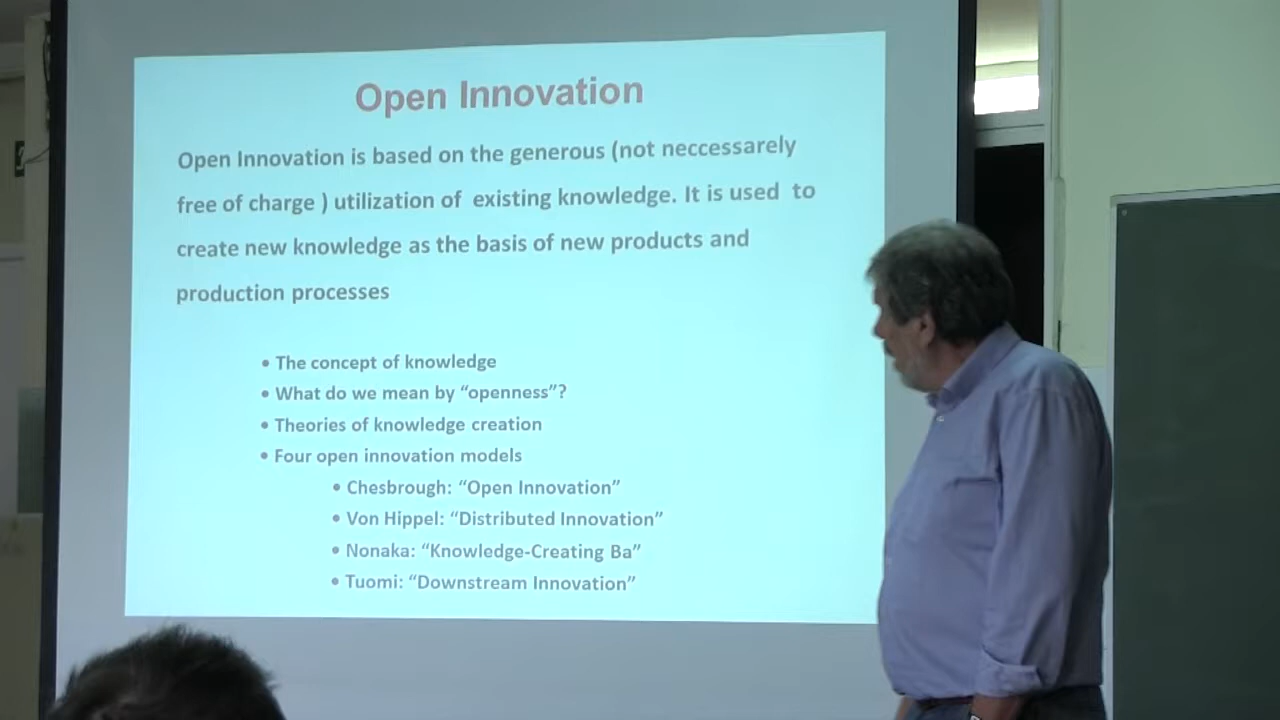 Open Innovation
Open Innovation is based on the generous (not neccessarely
free of charge ) utilization of existing knowledge. It is used to
create new knowledge as the basis of new products and
production processes
• The concept of knowledge
• What do we mean by “openness”?
• Theories of knowledge creation
• Four open innovation models
• Chesbrough: “Open Innovation”
• Von Hippel: “Distributed Innovation”
• Nonaka: “Knowledge-Creating Ba”
• Tuomi: “Downstream Innovation”